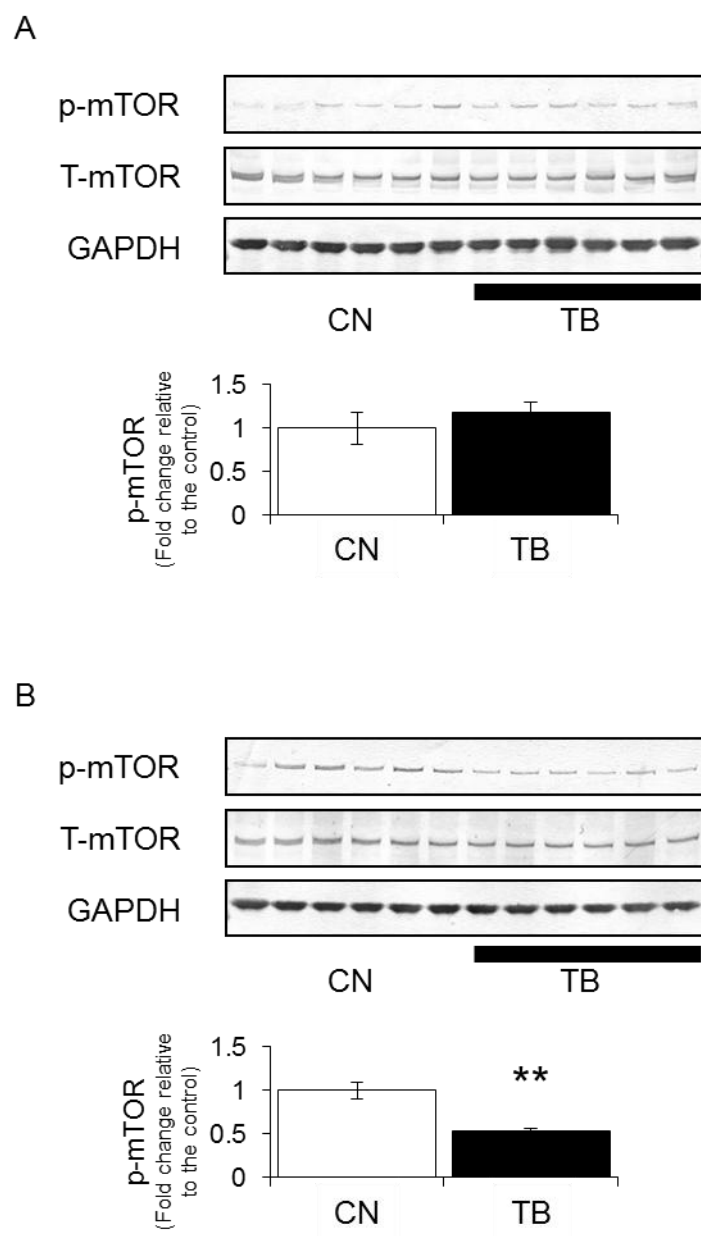 A
p-mTOR
T-mTOR
GAPDH
CN TB
p-mTOR
(Fold change relative
to the control)
1.5
1
0.5
0
CN TB
B
p-mTOR
T-mTOR
GAPDH
CN TB
p-mTOR
(Fold change relative
to the control)
1.5
1
0.5
0
**
CN TB